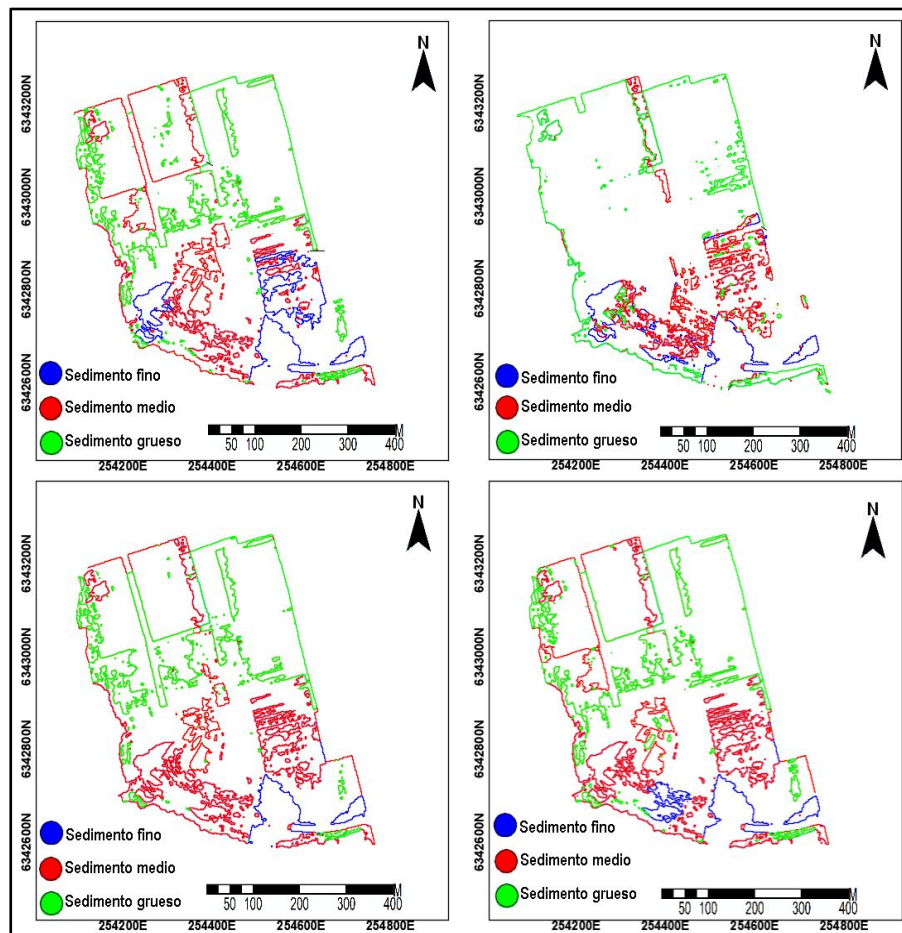 N
6343200N
6343000N
6342800N
6342600N
Sedimento fino
Sedimento medio
Sedimento grueso
M
50 100 200 300 400
254200E 254400E 254600E 254800E
N
6343200N
6343000N
6342800N
6342600N
Sedimento fino
Sedimento medio
Sedimento grueso
M
50 100 200 300 400
254200E 254400E 254600E 254800E
N
6343200N
6343000N
6342800N
6342600N
Sedimento fino
Sedimento medio
Sedimento grueso
M
50 100 200 300 400
254200E 254400E 254600E 254800E
N
6343200N
6343000N
6342800N
6342600N
Sedimento fino
Sedimento medio
Sedimento grueso
M
50 100 200 300 400
254200E 254400E 254600E 254800E